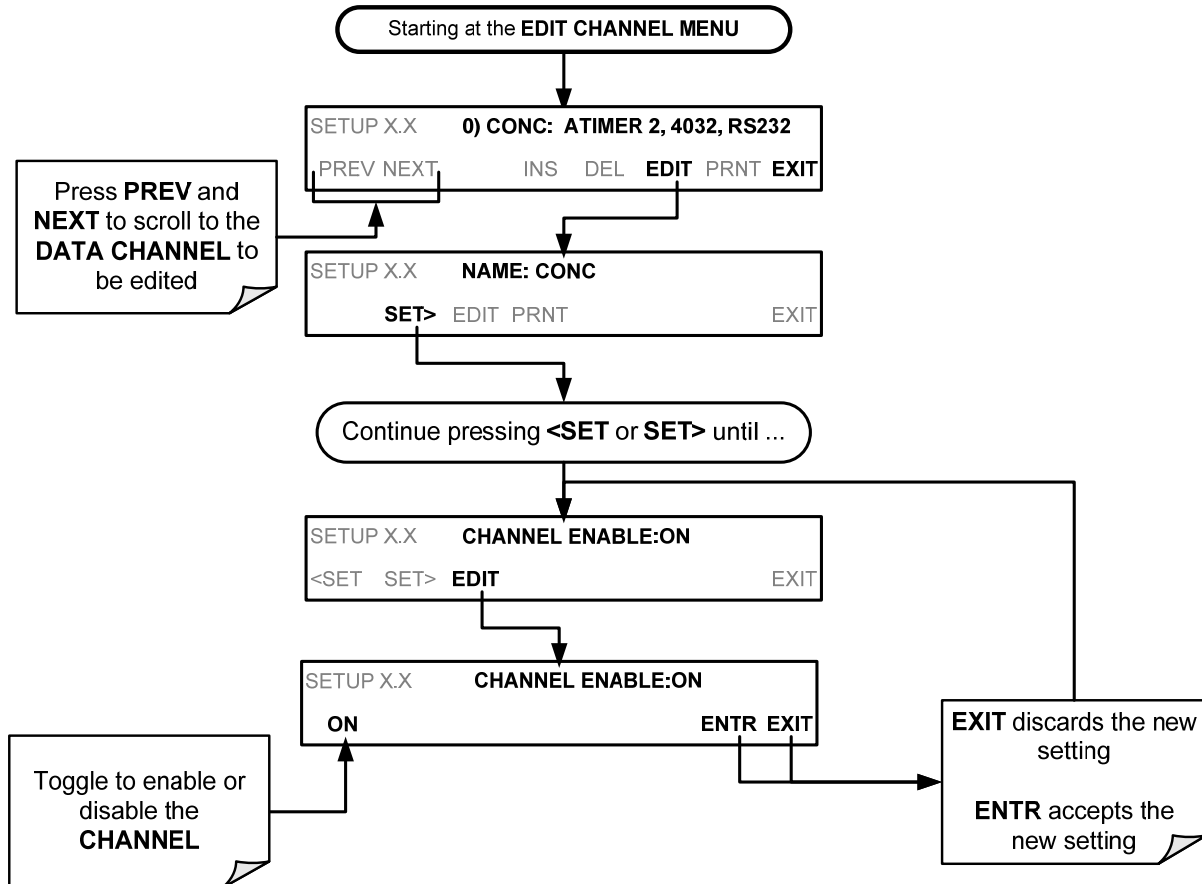 Starting at the EDIT CHANNEL MENU
SETUP X.X 0) CONC: ATIMER 2, 4032, RS232
PREV NEXT INS DEL EDIT PRNT EXIT
Press PREV and
NEXT to scroll to the
DATA CHANNEL to
be edited
SETUP X.X NAME: CONC
SET> EDIT PRNT EXIT
Continue pressing <SET or SET> until ...
SETUP X.X CHANNEL ENABLE:ON
<SET SET> EDIT EXIT
SETUP X.X CHANNEL ENABLE:ON
ON ENTR EXIT
Toggle to enable or
disable the
CHANNEL
EXIT discards the new
setting
ENTR accepts the
new setting